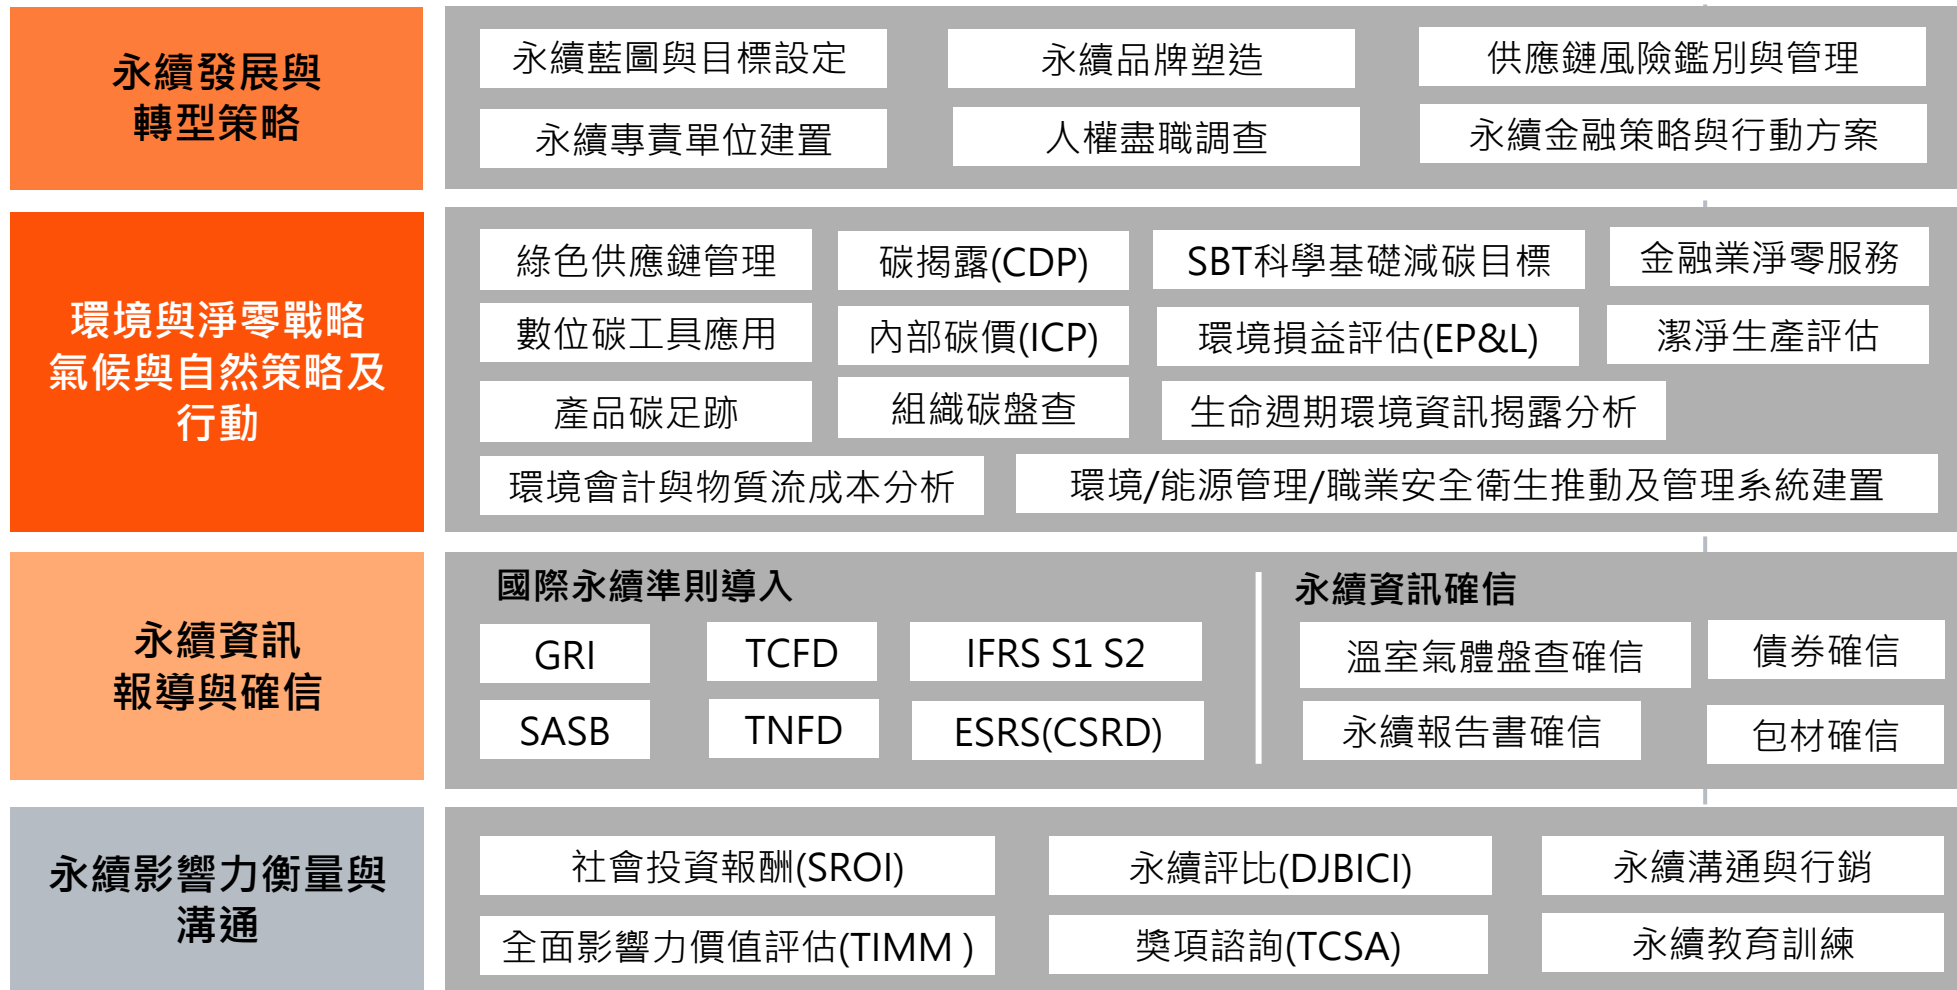 永續發展與
轉型策略
永續藍圖與目標設定
永續品牌塑造
供應鏈風險鑑別與管理
永續專責單位建置
人權盡職調查
永續金融策略與行動方案
環境與淨零戰略
氣候與自然策略及
行動
綠色供應鏈管理
碳揭露(CDP)
SBT科學基礎減碳目標
金融業淨零服務
數位碳工具應用
內部碳價(ICP)
環境損益評估(EP&L)
潔淨生產評估
產品碳足跡
組織碳盤查
生命週期環境資訊揭露分析
環境會計與物質流成本分析
環境/能源管理/職業安全衛生推動及管理系統建置
永續資訊
報導與確信
國際永續準則導入
GRI
TCFD
IFRS S1 S2
SASB
TNFD
ESRS(CSRD)
永續資訊確信
溫室氣體盤查確信
債券確信
永續報告書確信
包材確信
永續影響力衡量與
溝通
社會投資報酬(SROI)
永續評比(DJBICI)
永續溝通與行銷
全面影響力價值評估(TIMM )
獎項諮詢(TCSA)
永續教育訓練